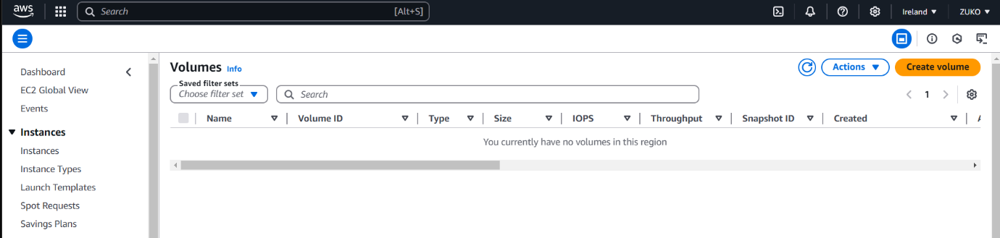 aws Search [Alt+S] Ireland ZUKO
Dashboard
EC2 Global View
Events
Instances
Instances
Instance Types
Launch Templates
Spot Requests
Savings Plans
Volumes Info Actions Create volume
Saved filter sets
Choose filter set Search 1
Name Volume ID Type Size IOPS Throughput Snapshot ID Created A
You currently have no volumes in this region